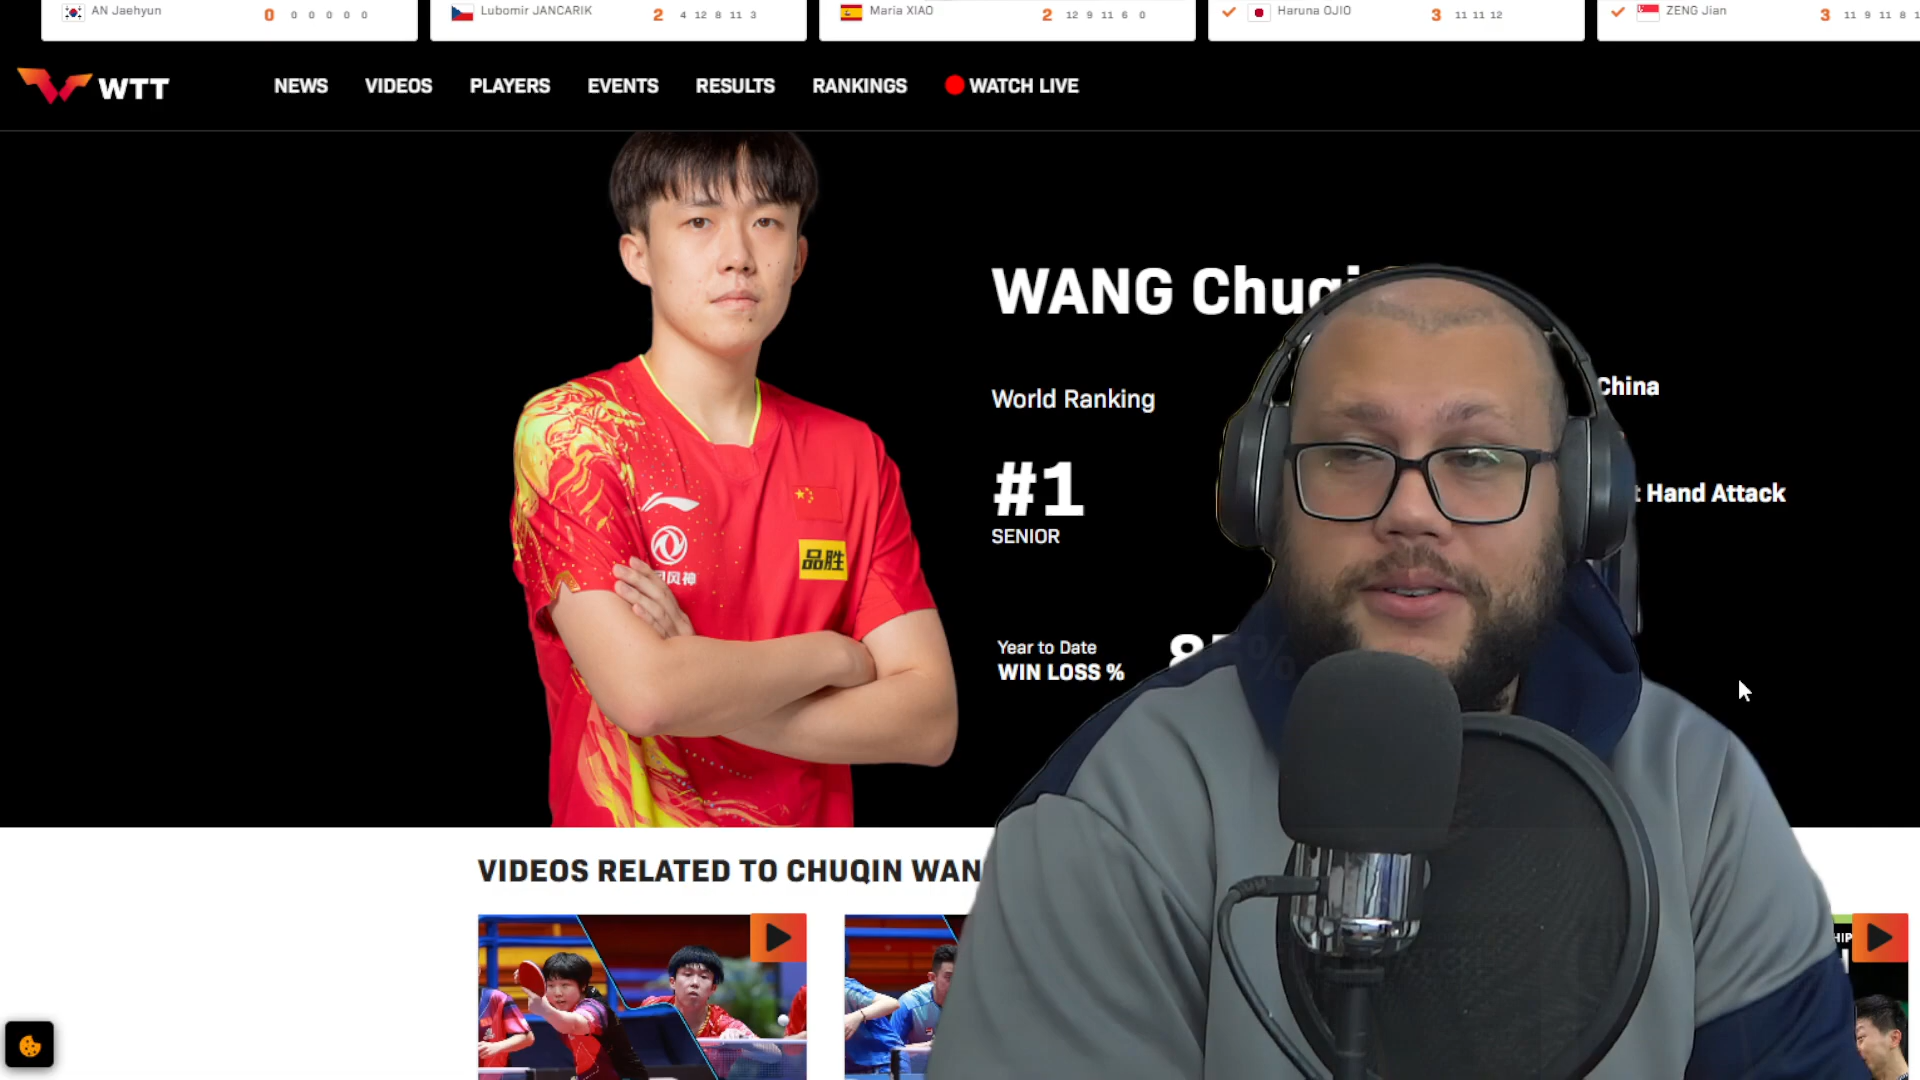 AN Jaehyun 0 0 0 0 0 0
Lubomir JANCARIK 2 4 12 8 11 3
Maria XIAO 2 12 9 11 6 0
Haruna OJIO 3 11 11 12
ZENG Jian 3 11 9 11 8
WTT
NEWS VIDEOS PLAYERS EVENTS RESULTS RANKINGS WATCH LIVE
WANG Chuqi
World Ranking
China
#1
SENIOR
Hand Attack
品胜
风神
Year to Date
WIN LOSS %
VIDEOS RELATED TO CHUQIN WAN